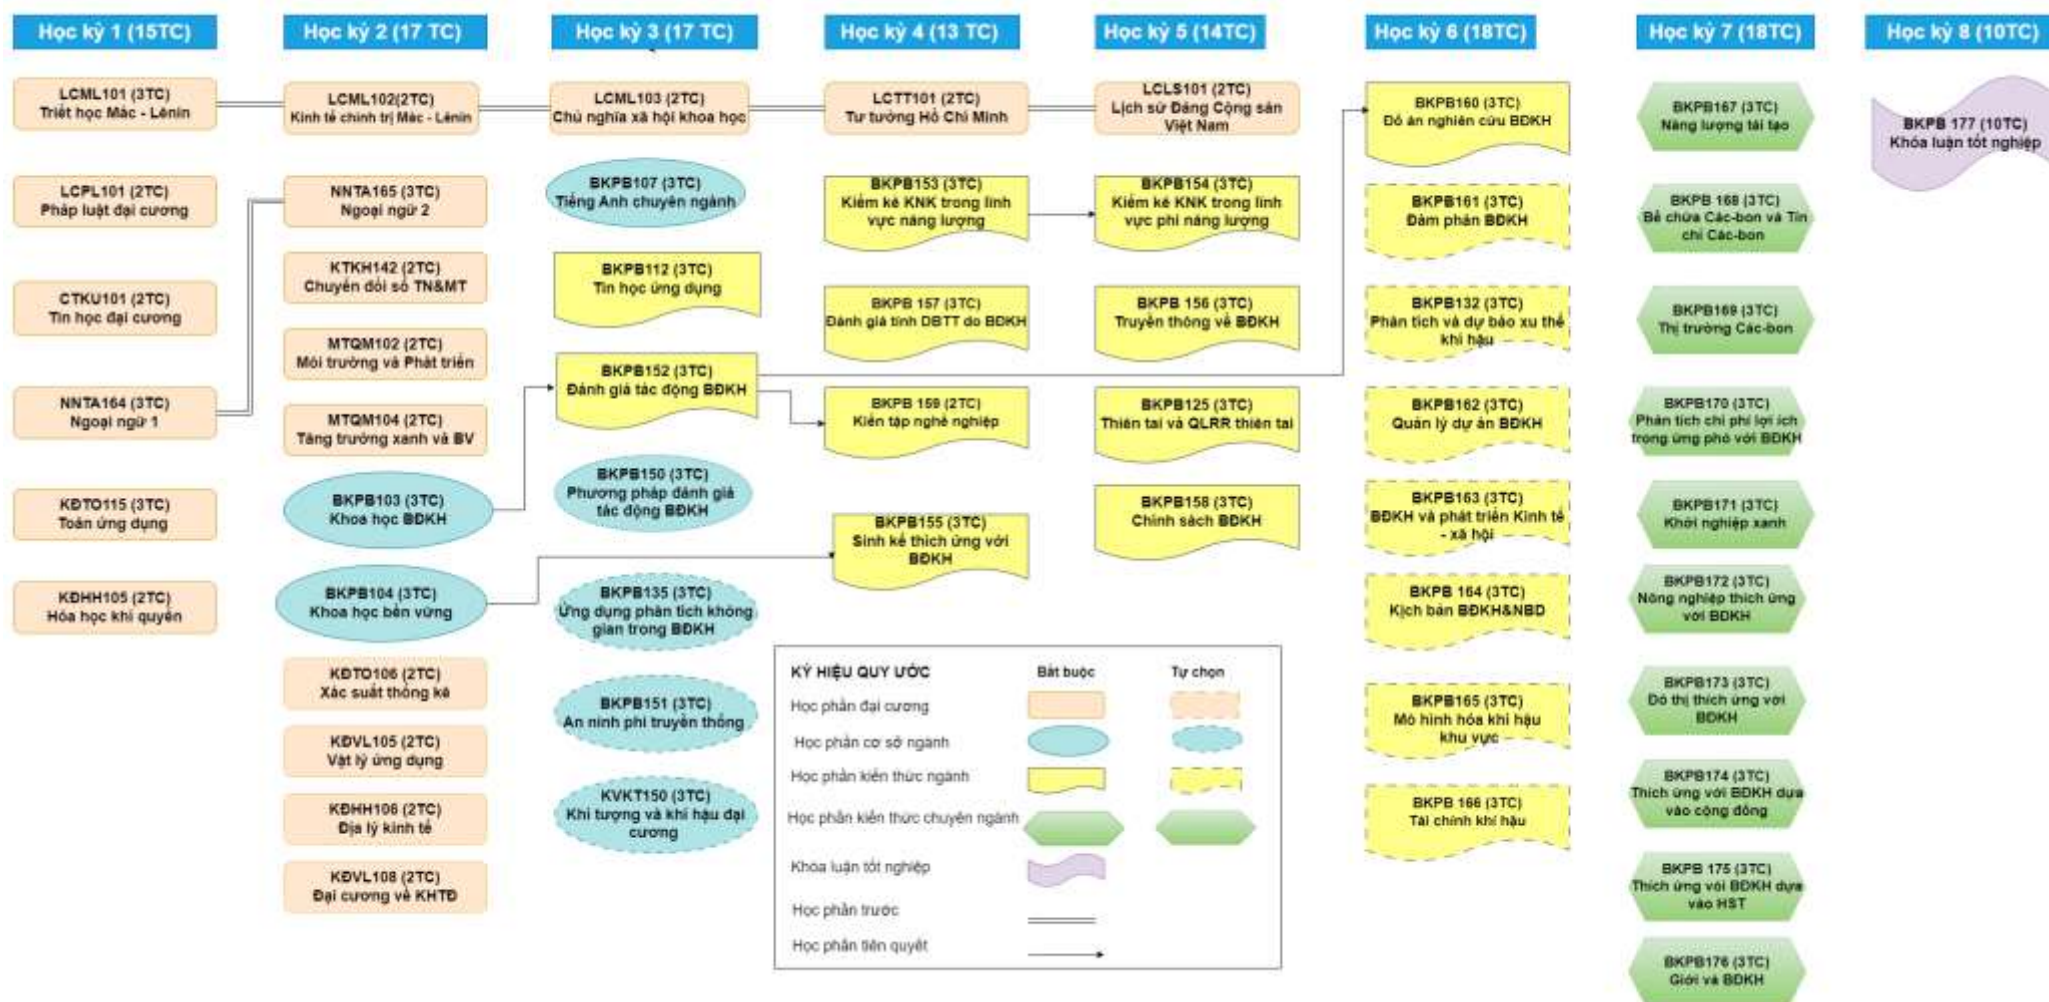 Học kỳ 1 (15TC)
Học kỳ 2 (17 TC)
Học kỳ 3 (17 TC)
Học kỳ 4 (13 TC)
Học kỳ 5 (14TC)
Học kỳ 6 (18TC)
Học kỳ 7 (18TC)
Học kỳ 8 (10TC)
LCML101 (3TC)
Triết học Mác - Lênin
LCPL101 (2TC)
Pháp luật đại cương
CTKU101 (2TC)
Tin học đại cương
NNTA164 (3TC)
Ngoại ngữ 1
KĐTO115 (3TC)
Toán ứng dụng
KĐHH105 (2TC)
Hóa học khí quyển
LCML102(2TC)
Kinh tế chính trị Mác - Lênin
NNTA165 (3TC)
Ngoại ngữ 2
KTKH142 (2TC)
Chuyển đổi số TN&MT
MTQM102 (2TC)
Môi trường và Phát triển
MTQM104 (2TC)
Tăng trưởng xanh và BV
BKPB103 (3TC)
Khoa học BĐKH
BKPB104 (3TC)
Khoa học bền vững
KĐTO106 (2TC)
Xác suất thống kê
KĐVL105 (2TC)
Vật lý ứng dụng
KĐHH106 (2TC)
Địa lý kinh tế
KĐVL108 (2TC)
Đại cương về KHTĐ
LCML103 (2TC)
Chủ nghĩa xã hội khoa học
BKPB107 (3TC)
Tiếng Anh chuyên ngành
BKPB112 (3TC)
Tin học ứng dụng
BKPB152 (3TC)
Đánh giá tác động BĐKH
BKPB150 (3TC)
Phương pháp đánh giá
tác động BĐKH
BKPB135 (3TC)
Ứng dụng phân tích không
gian trong BĐKH
BKPB151 (3TC)
An ninh phi truyền thống
KVKT150 (3TC)
Khí tượng và khí hậu đại
cương
LCTT101 (2TC)
Tư tưởng Hồ Chí Minh
BKPB153 (3TC)
Kiểm kê KNK trong lĩnh
vực năng lượng
BKPB 157 (3TC)
Đánh giá tính DBTT do BĐKH
BKPB 159 (2TC)
Kiến tập nghề nghiệp
BKPB155 (3TC)
Sinh kế thích ứng với
BĐKH
LCLS101 (2TC)
Lịch sử Đảng Cộng sản
Việt Nam
BKPB154 (3TC)
Kiểm kê KNK trong lĩnh
vực phi năng lượng
BKPB 156 (3TC)
Truyền thông về BĐKH
BKPB125 (3TC)
Thiên tai và QLRR thiên tai
BKPB158 (3TC)
Chính sách BĐKH
BKPB160 (3TC)
Đồ án nghiên cứu BĐKH
BKPB161 (3TC)
Đàm phán BĐKH
BKPB132 (3TC)
Phân tích và dự báo xu thế
khí hậu
BKPB162 (3TC)
Quản lý dự án BĐKH
BKPB163 (3TC)
BĐKH và phát triển Kinh tế
- xã hội
BKPB 164 (3TC)
Kịch bản BĐKH&NBD
BKPB165 (3TC)
Mô hình hóa khí hậu
khu vực
BKPB 166 (3TC)
Tài chính khí hậu
BKPB167 (3TC)
Năng lượng tái tạo
BKPB 168 (3TC)
Bể chứa Các-bon và Tín
chỉ Các-bon
BKPB169 (3TC)
Thị trường Các-bon
BKPB170 (3TC)
Phân tích chi phí lợi ích
trong ứng phó với BĐKH
BKPB171 (3TC)
Khởi nghiệp xanh
BKPB172 (3TC)
Nông nghiệp thích ứng
với BĐKH
BKPB173 (3TC)
Đô thị thích ứng với
BĐKH
BKPB174 (3TC)
Thích ứng với BĐKH dựa
vào cộng đồng
BKPB 175 (3TC)
Thích ứng với BĐKH dựa
vào HST
BKPB176 (3TC)
Giới và BĐKH
BKPB 177 (10TC)
Khóa luận tốt nghiệp
KÝ HIỆU QUY ƯỚC
Bắt buộc
Tự chọn
Học phần đại cương
Học phần cơ sở ngành
Học phần kiến thức ngành
Học phần kiến thức chuyên ngành
Khóa luận tốt nghiệp
Học phần trước
Học phần tiên quyết